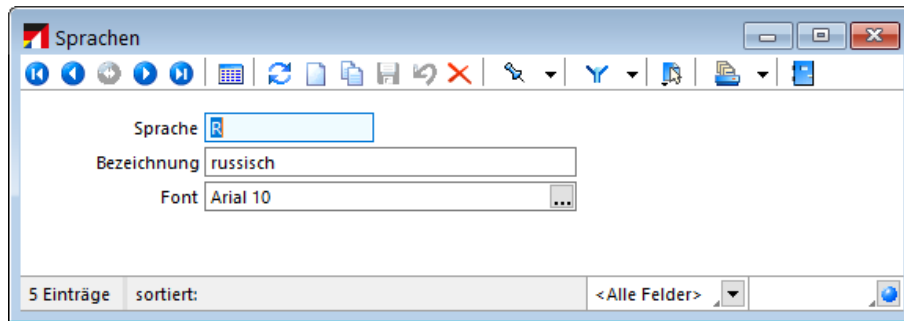 Sprachen
Sprache R
Bezeichnung russisch
Font Arial 10 ...
5 Einträge sortiert: <Alle Felder>